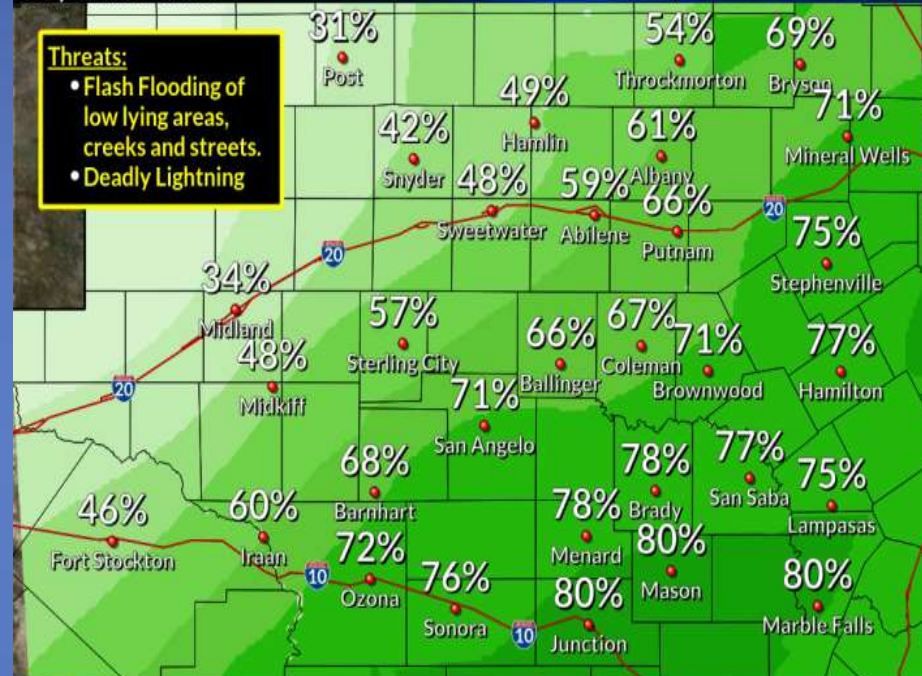 Threats:
• Flash Flooding of
low lying areas,
creeks and streets.
• Deadly Lightning
31%
Post
54%
Throckmorton
69%
Bryson
49%
Hamlin
71%
Mineral Wells
42%
Snyder
61%
Albany
48%
Sweetwater
59%
Abilene
66%
Putnam
20
75%
Stephenville
20
34%
Midland
57%
Sterling City
66%
Ballinger
67%
Coleman
71%
Brownwood
77%
Hamilton
48%
Midkiff
20
71%
San Angelo
68%
Barnhart
78%
Brady
77%
San Saba
75%
Lampasas
46%
Fort Stockton
60%
Iraan
78%
Menard
80%
Mason
72%
Ozona
10
76%
Sonora
10
80%
Junction
80%
Marble Falls